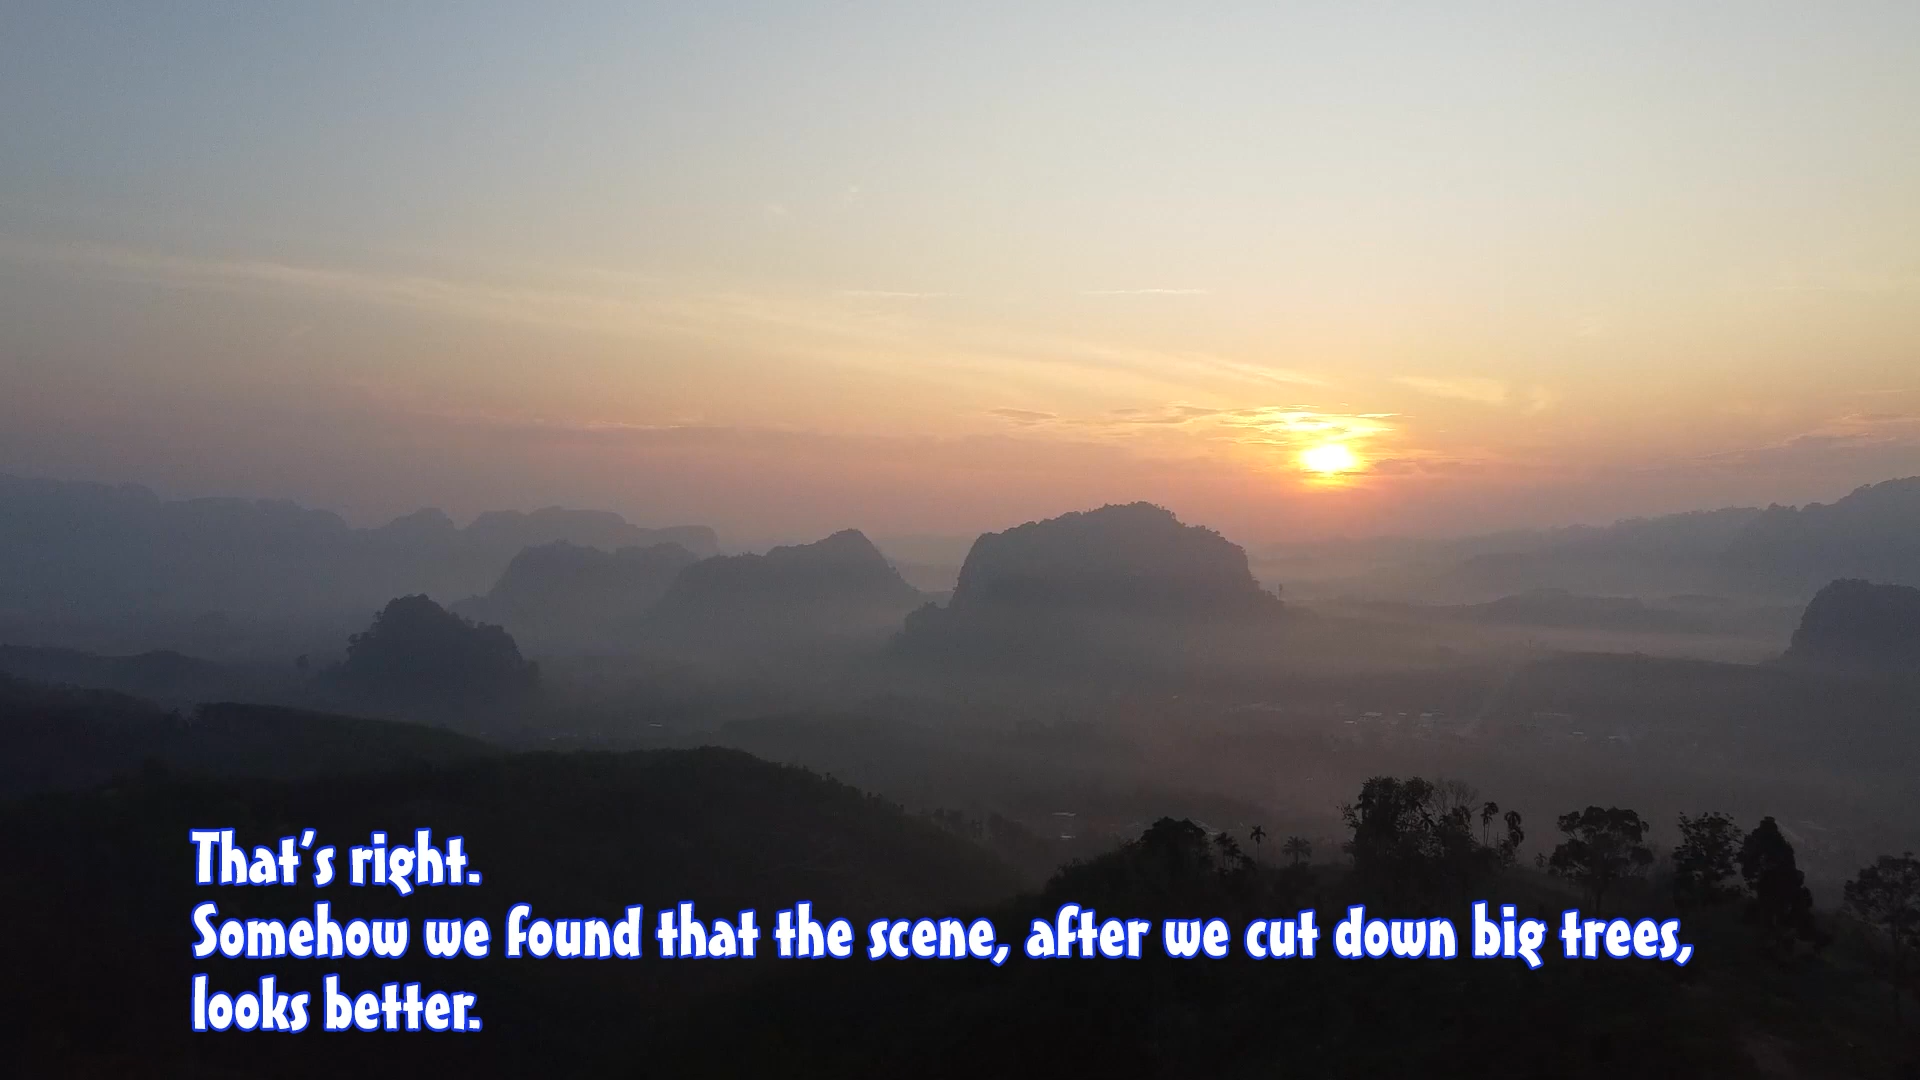 That's right.
Somehow we found that the scene, after we cut down big trees,
looks better.